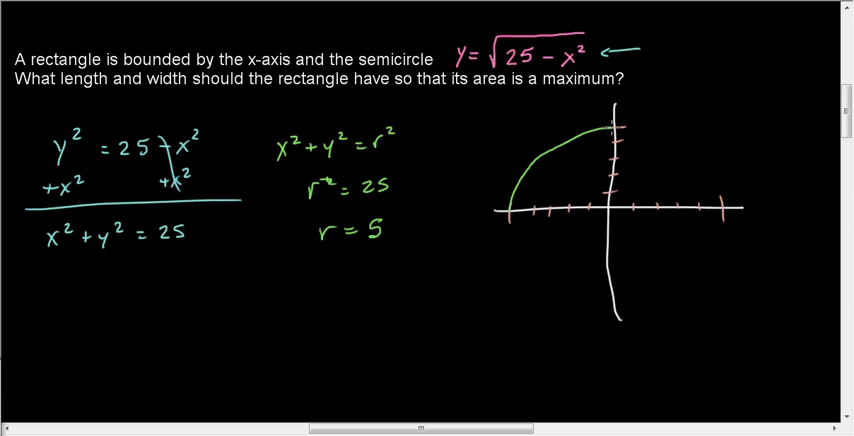 A rectangle is bounded by the x-axis and the semicircle y = √25 - x²
What length and width should the rectangle have so that its area is a maximum?
y² = 25 - x²
+x² +x²
x² + y² = 25
x² + y² = r²
r² = 25
r = 5